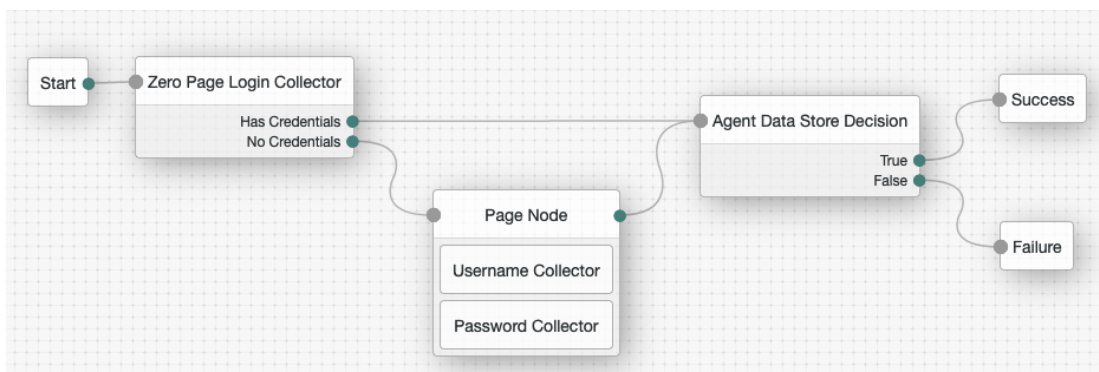 Start
Zero Page Login Collector
Has Credentials
No Credentials
Page Node
Username Collector
Password Collector
Agent Data Store Decision
True
False
Success
Failure